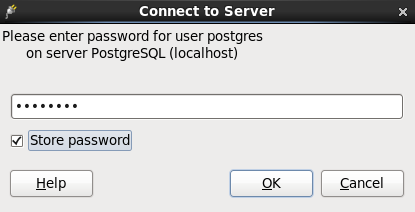 Connect to Server
Please enter password for user postgres
on server PostgreSQL (localhost)
••••••••
Store password
Help
OK
Cancel